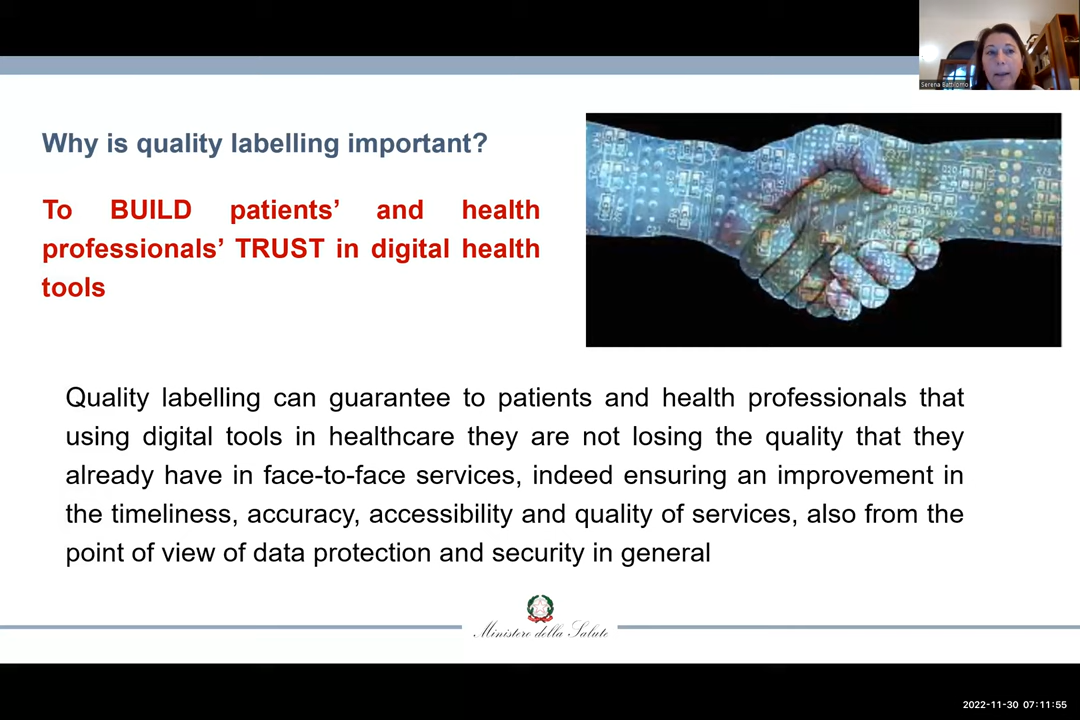 Serena Battilomo
Why is quality labelling important?
To BUILD patients’ and health
professionals’ TRUST in digital health
tools
Quality labelling can guarantee to patients and health professionals that
using digital tools in healthcare they are not losing the quality that they
already have in face-to-face services, indeed ensuring an improvement in
the timeliness, accuracy, accessibility and quality of services, also from the
point of view of data protection and security in general
Ministero della Salute
2022-11-30 07:11:55